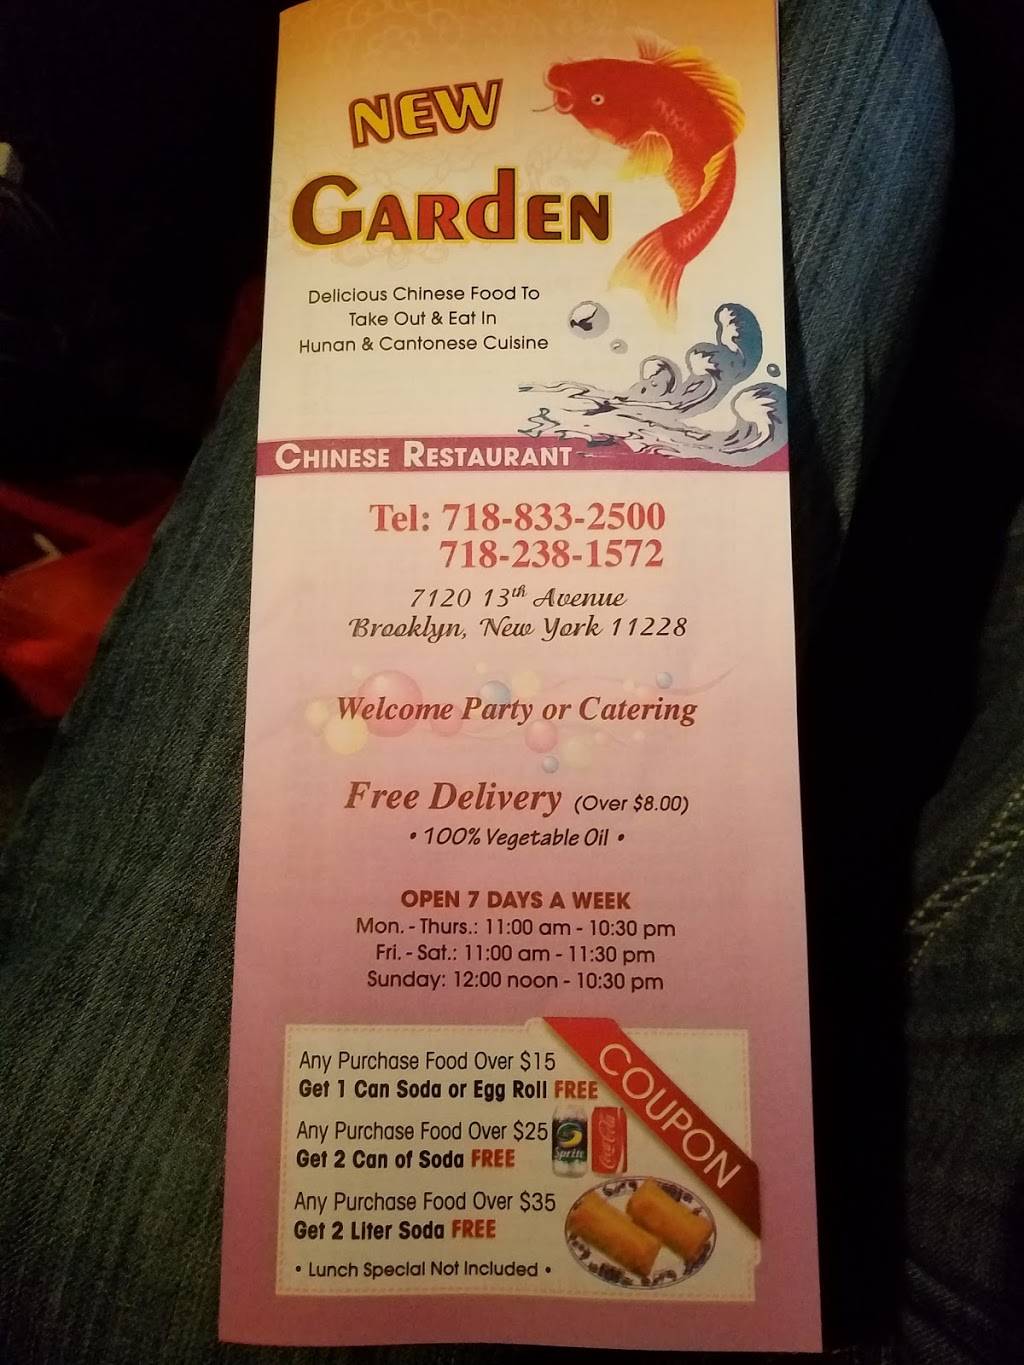 NEW
GARdEN
Delicious Chinese Food To
Take Out & Eat In
Hunan & Cantonese Cuisine
CHINESE RESTAURANT
Tel: 718-833-2500
718-238-1572
7120 13th Avenue
Brooklyn, New York 11228
Welcome Party or Catering
Free Delivery (Over $8.00)
• 100% Vegetable Oil •
OPEN 7 DAYS A WEEK
Mon. - Thurs.: 11:00 am - 10:30 pm
Fri. - Sat.: 11:00 am - 11:30 pm
Sunday: 12:00 noon - 10:30 pm
COUPON
Any Purchase Food Over $15
Get 1 Can Soda or Egg Roll FREE
Any Purchase Food Over $25
Get 2 Can of Soda FREE
Sprite
Coca-Cola
Any Purchase Food Over $35
Get 2 Liter Soda FREE
• Lunch Special Not Included •